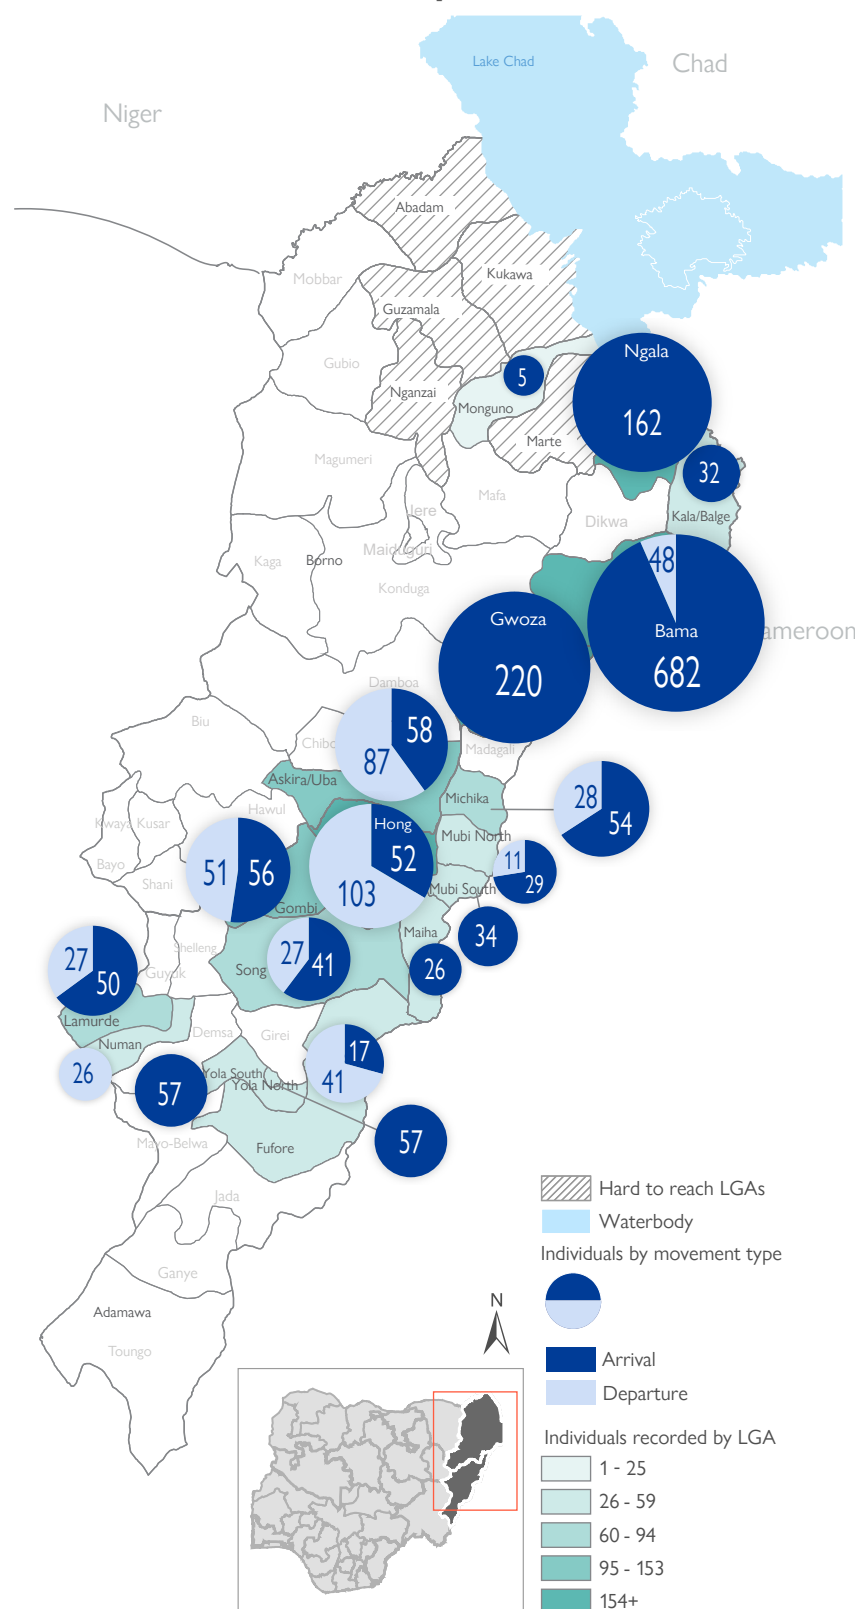 Lake Chad
Chad
Niger
Abadam
Kukawa
Mobbar
Guzamala
Ngala
Gubio
5
Nganzai
162
Monguno
Marte
Magumeri
32
Mafa
Jere
Kala/Balge
Dikwa
Maiduguri
48
Kaga
Borno
Konduga
Gwoza
Bama
ameroon
220
682
Damboa
Biu
58
Chibo
87
Madagali
Askira/Uba
Michika
28
Hawul
54
Kwaya Kusar
Hong
Mubi North
52
11
Bayo
51
56
29
Shani
103
Mubi South
Gombi
Maiha
34
Shelleng
27
27
41
26
50
Guyuk
Song
Lamurde
Demsa
Girei
Numan
17
26
Yola South
41
57
Yola North
57
Mayo-Belwa
Fufore
Jada
Hard to reach LGAs
Waterbody
Individuals by movement type
Ganye
N
Adamawa
Toungo
Arrival
Departure
Individuals recorded by LGA
1 - 25
26 - 59
60 - 94
95 - 153
154+